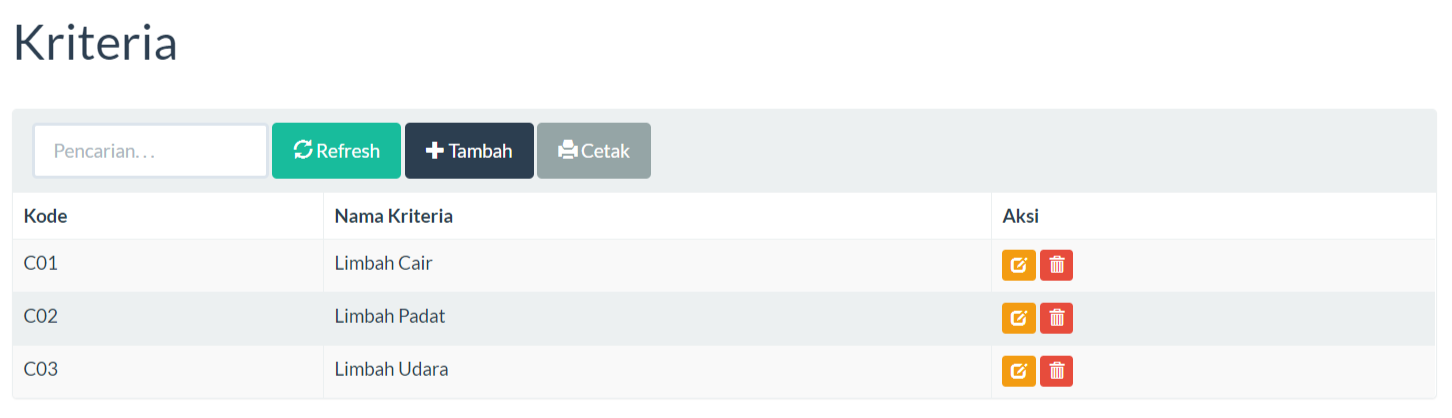 Kriteria
Pencarian... Refresh Tambah Cetak
Kode Nama Kriteria Aksi
C01 Limbah Cair
C02 Limbah Padat
C03 Limbah Udara